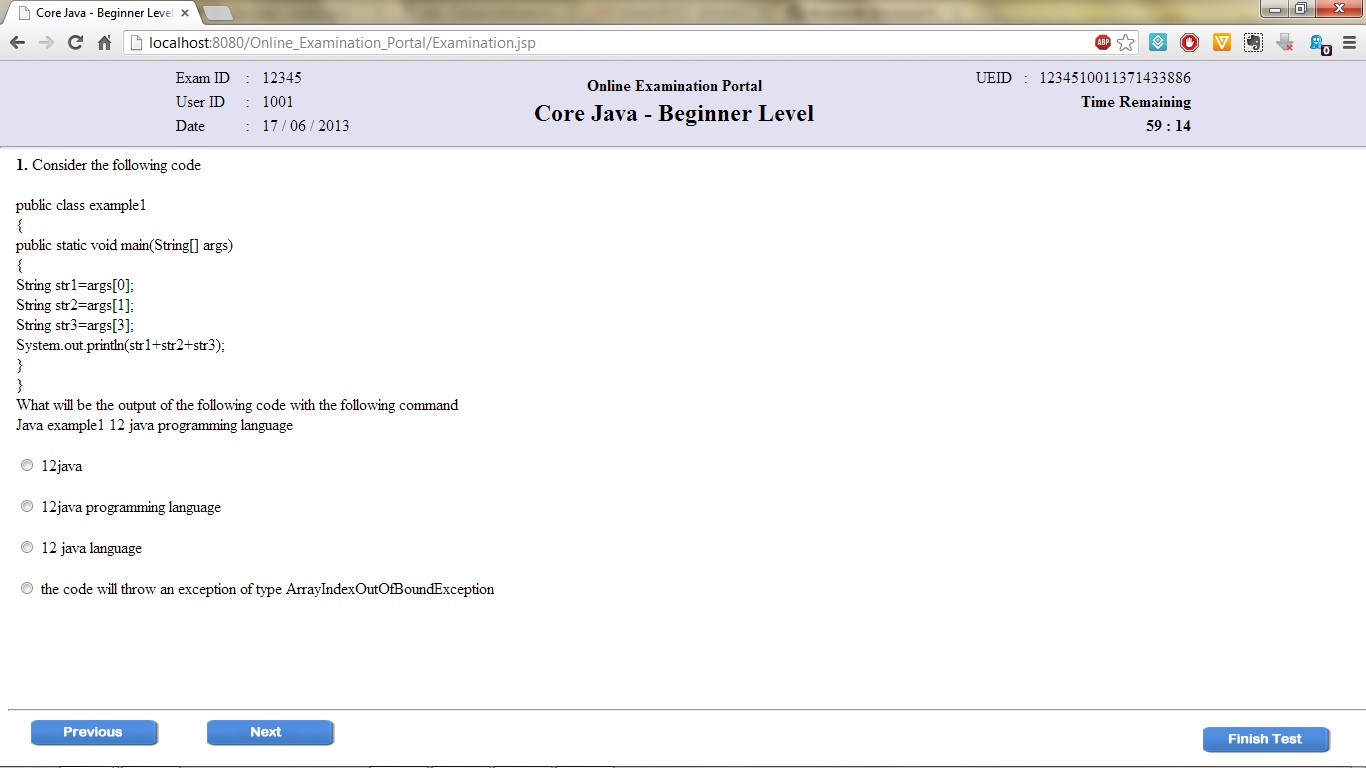 Core Java - Beginner Level
localhost:8080/Online_Examination_Portal/Examination.jsp
ABP
0
Exam ID : 12345
User ID : 1001
Date : 17 / 06 / 2013
Online Examination Portal
Core Java - Beginner Level
UEID : 1234510011371433886
Time Remaining
59 : 14
1. Consider the following code
public class example1
{
public static void main(String[] args)
{
String str1=args[0];
String str2=args[1];
String str3=args[3];
System.out.println(str1+str2+str3);
}
}
What will be the output of the following code with the following command
Java example1 12 java programming language
12java
12java programming language
12 java language
the code will throw an exception of type ArrayIndexOutOfBoundException
Previous
Next
Finish Test